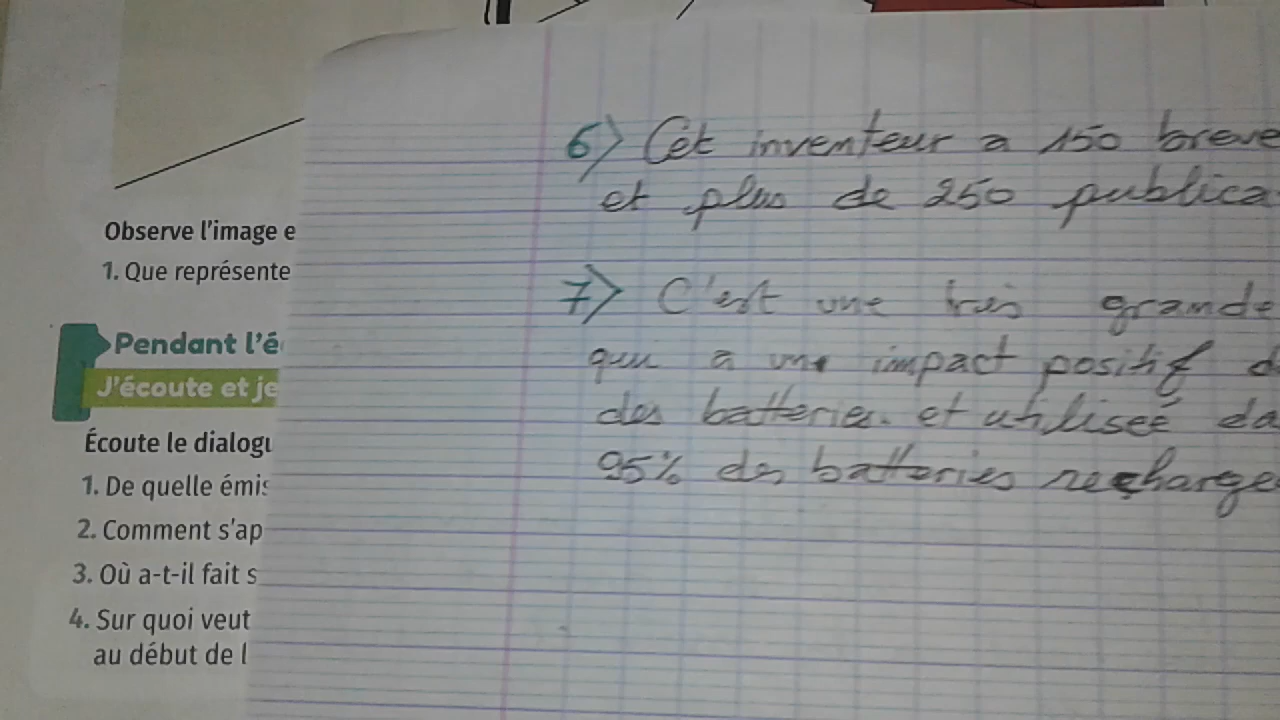 Observe l'image e
1. Que représente
Pendant l'é
J'écoute et je
Écoute le dialogu
1. De quelle émis
2. Comment s'ap
3. Où a-t-il fait s
4. Sur quoi veut
au début de l
6) Cet inventeur a 150 breve
et plus de 250 publica
7) C'est une très grande
qui a une impact positif d
des batteries. et utiliseé da
95% des batteries recharge